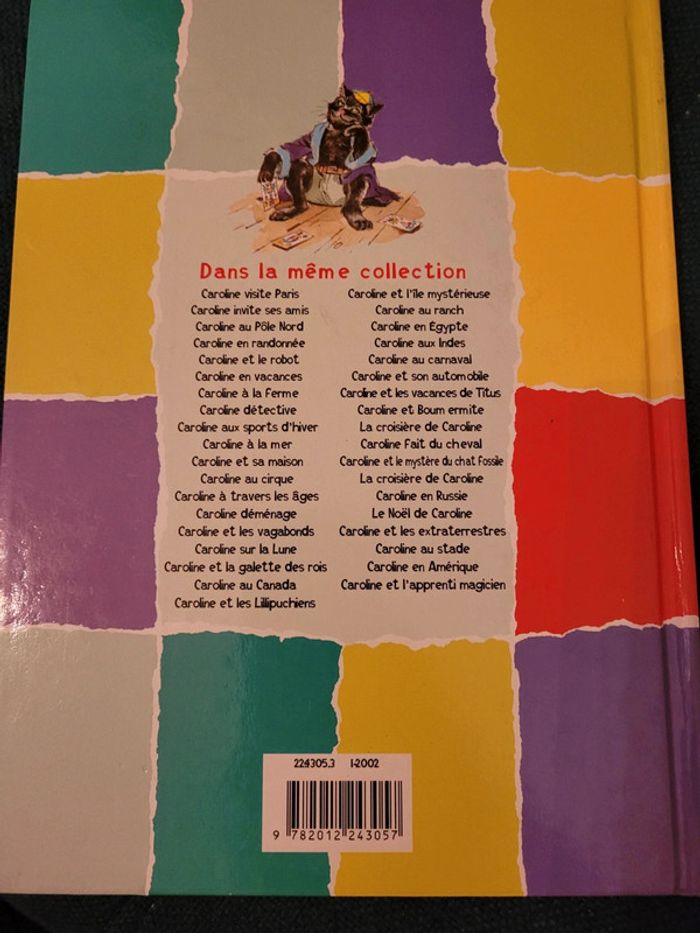 Dans la même collection
Caroline visite Paris
Caroline invite ses amis
Caroline au Pôle Nord
Caroline en randonnée
Caroline et le robot
Caroline en vacances
Caroline à la ferme
Caroline détective
Caroline aux sports d'hiver
Caroline à la mer
Caroline et sa maison
Caroline au cirque
Caroline à travers les âges
Caroline déménage
Caroline et les vagabonds
Caroline sur la Lune
Caroline et la galette des rois
Caroline au Canada
Caroline et les Lillipuchiens
Caroline et l'île mystérieuse
Caroline au ranch
Caroline en Égypte
Caroline aux Indes
Caroline au carnaval
Caroline et son automobile
Caroline et les vacances de Titus
Caroline et Boum ermite
La croisière de Caroline
Caroline fait du cheval
Caroline et le mystère du chat fossile
La croisière de Caroline
Caroline en Russie
Le Noël de Caroline
Caroline et les extraterrestres
Caroline au stade
Caroline en Amérique
Caroline et l'apprenti magicien
22.4305.3 1-2002
9 782012 243057